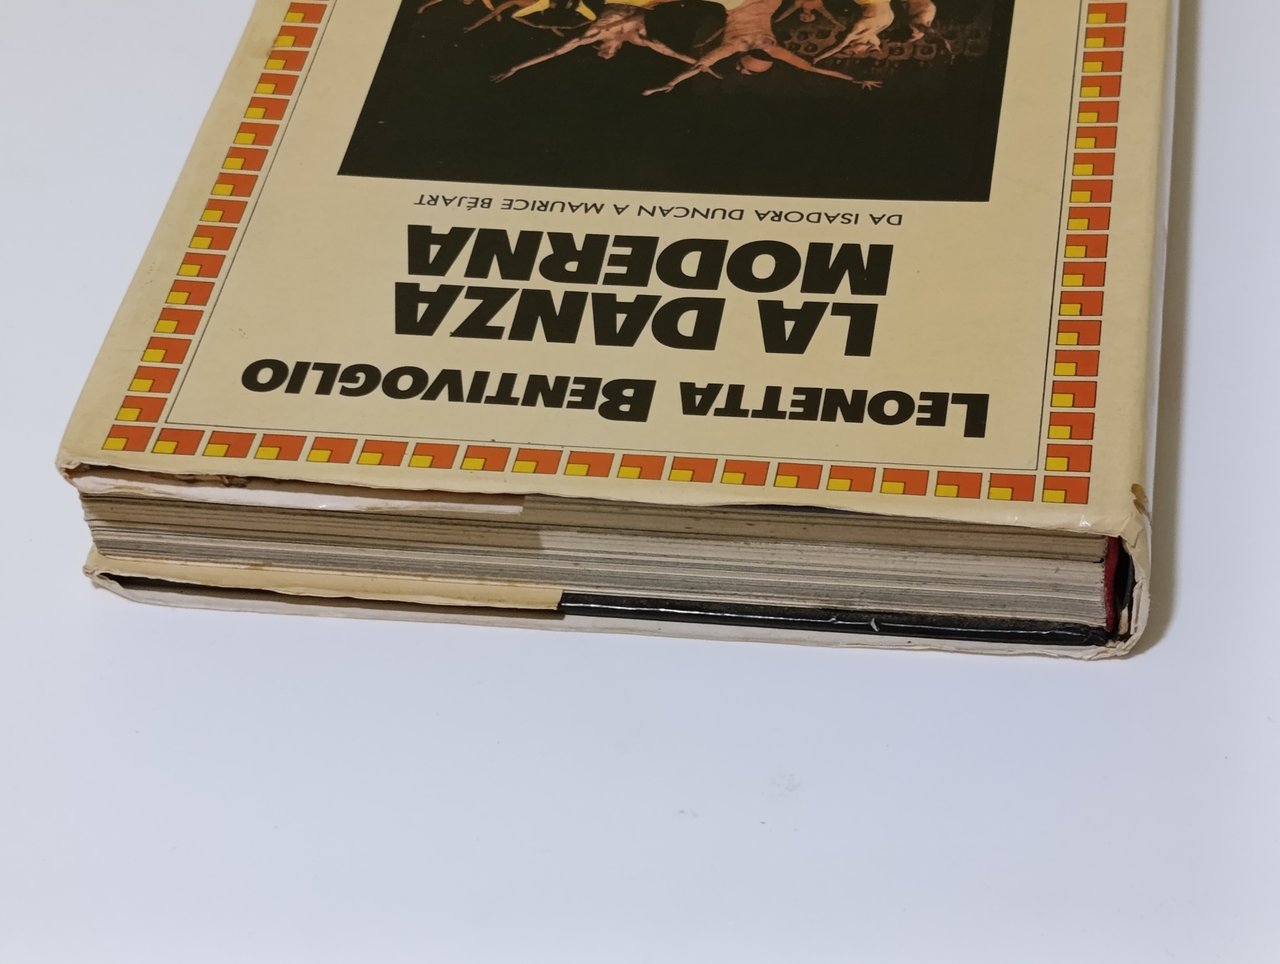 LEONETTA BENTIVOGLIO
LA DANZA
MODERNA
DA ISADORA DUNCAN A MAURICE BÉJART